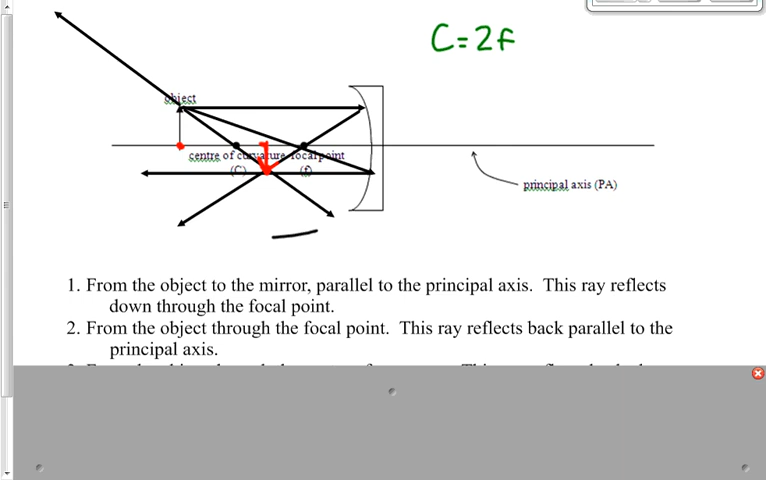 C=2f
object
centre of curvature focal point
(C) (f)
principal axis (PA)
1. From the object to the mirror, parallel to the principal axis. This ray reflects
down through the focal point.
2. From the object through the focal point. This ray reflects back parallel to the
principal axis.